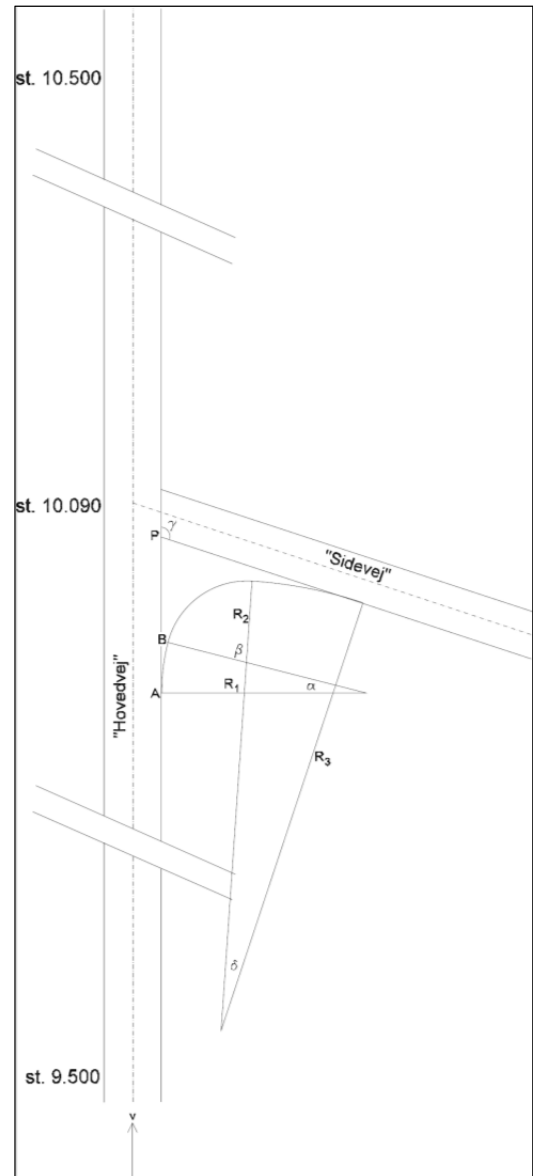 st. 10.500
st. 10.090
γ
P
"Sidevej"
R2
B
β
"Hovedvej"
A
R1
α
R3
δ
st. 9.500
v